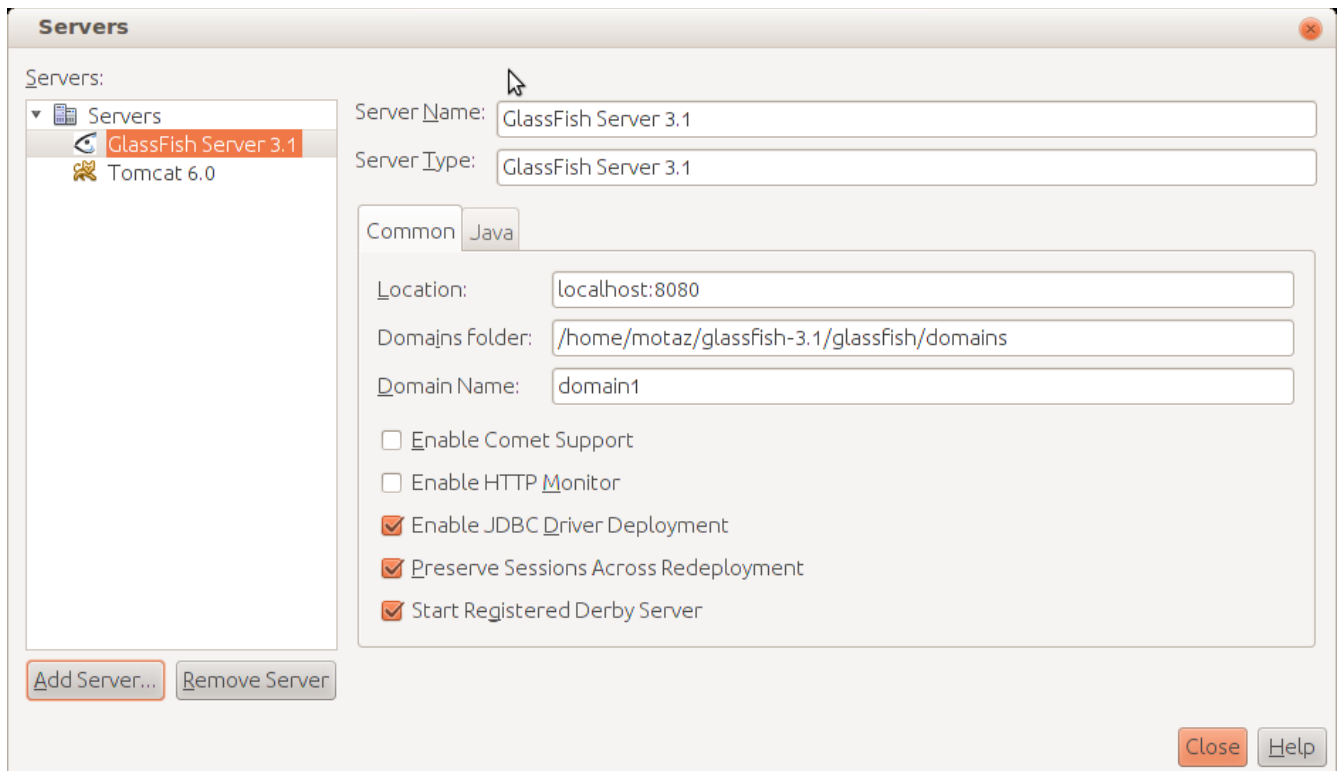 Servers
Servers:
Servers
GlassFish Server 3.1
Tomcat 6.0
Add Server...
Remove Server
Server Name:
GlassFish Server 3.1
Server Type:
GlassFish Server 3.1
Common
Java
Location:
localhost:8080
Domains folder:
/home/motaz/glassfish-3.1/glassfish/domains
Domain Name:
domain1
Enable Comet Support
Enable HTTP Monitor
Enable JDBC Driver Deployment
Preserve Sessions Across Redeployment
Start Registered Derby Server
Close
Help